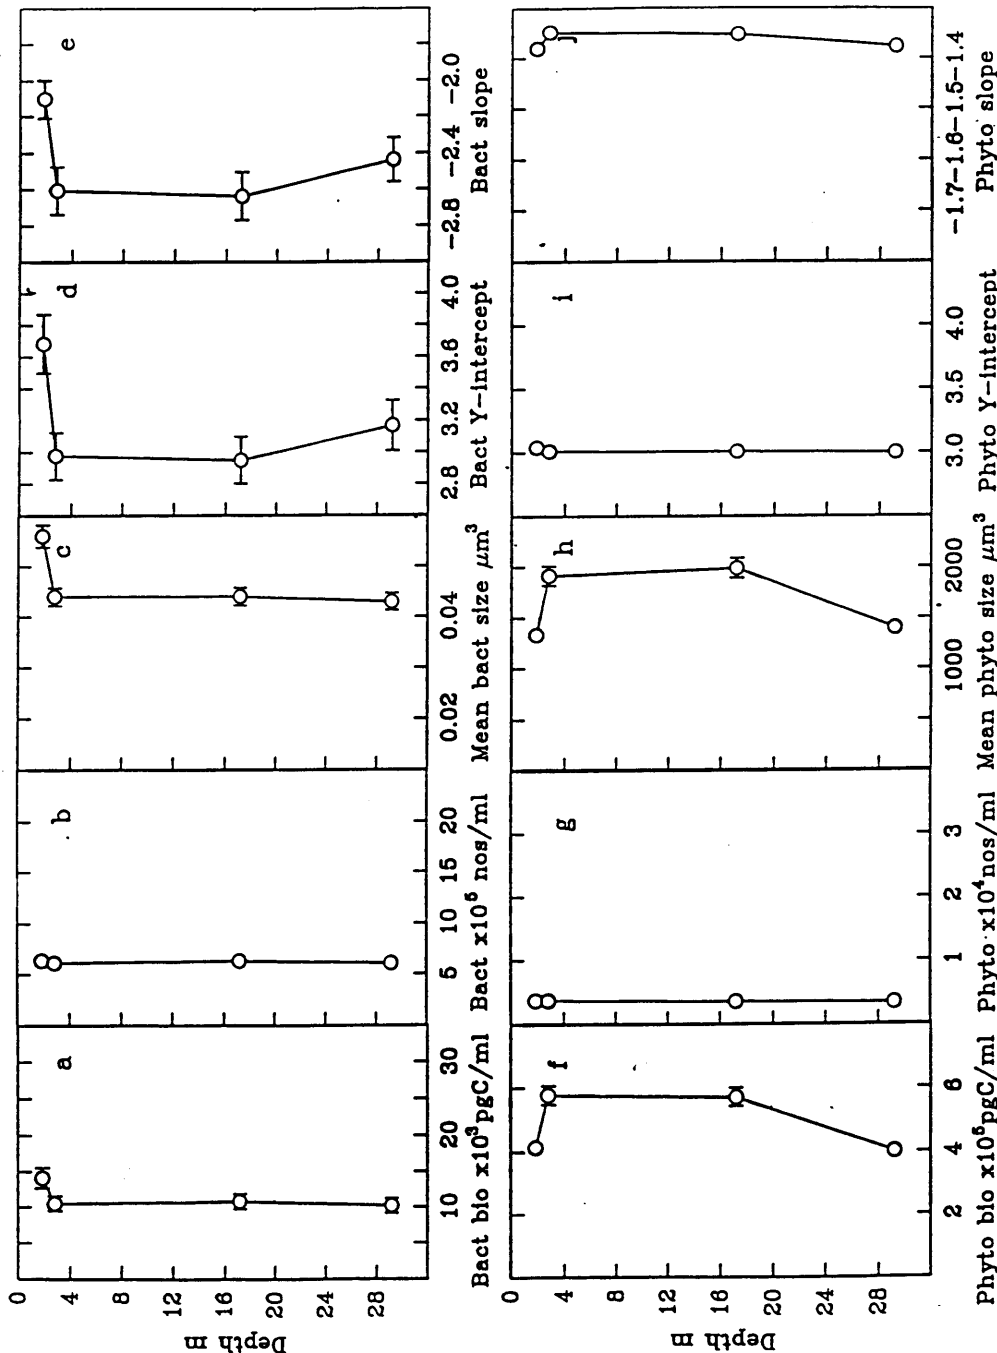 e
-2.8 -2.4 -2.0
Bact slope
d
2.8 3.2 3.6 4.0
Bact Y-intercept
c
0.02 0.04
Mean bact size μm³
b
5 10 15 20
Bact x10⁵ nos/ml
a
10 20 30
Bact bio x10³pgC/ml
0 4 8 12 16 20 24 28
Depth m
j
-1.7-1.6-1.5-1.4
Phyto slope
i
3.0 3.5 4.0
Phyto Y-intercept
h
1000 2000
Mean phyto size μm³
g
1 2 3
Phyto x10⁴nos/ml
f
2 4 6
Phyto bio x10⁵pgC/ml
0 4 8 12 16 20 24 28
Depth m